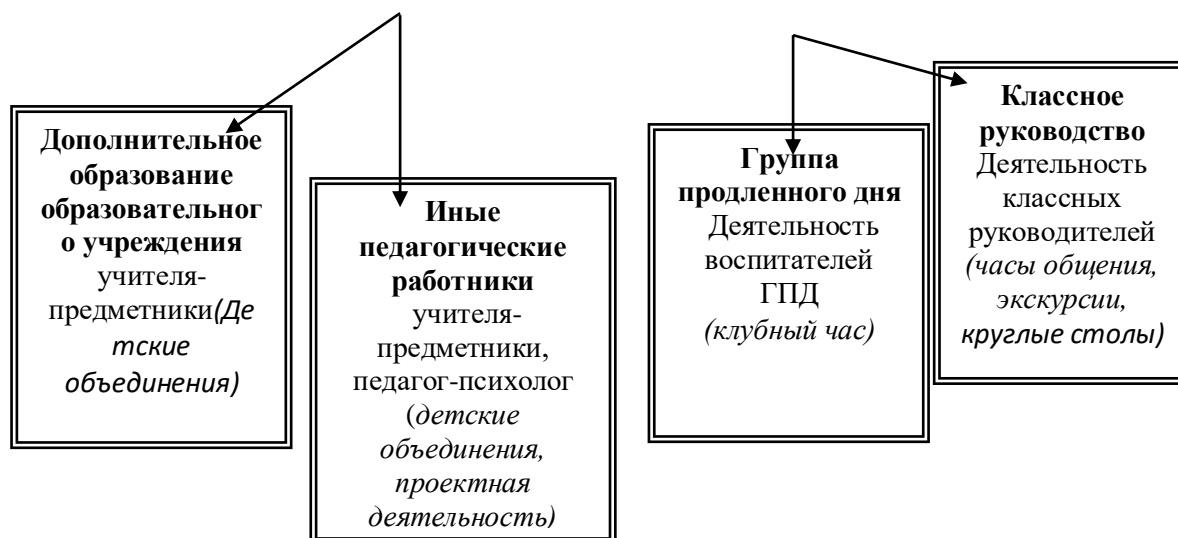 Дополнительное
образование
образовательног
о учреждения
учителя-
предметники(Де
тские
объединения)
Иные
педагогические
работники
учителя-
предметники,
педагог-психолог
(детские
объединения,
проектная
деятельность)
Группа
продленного дня
Деятельность
воспитателей
ГПД
(клубный час)
Классное
руководство
Деятельность
классных
руководителей
(часы общения,
экскурсии,
круглые столы)